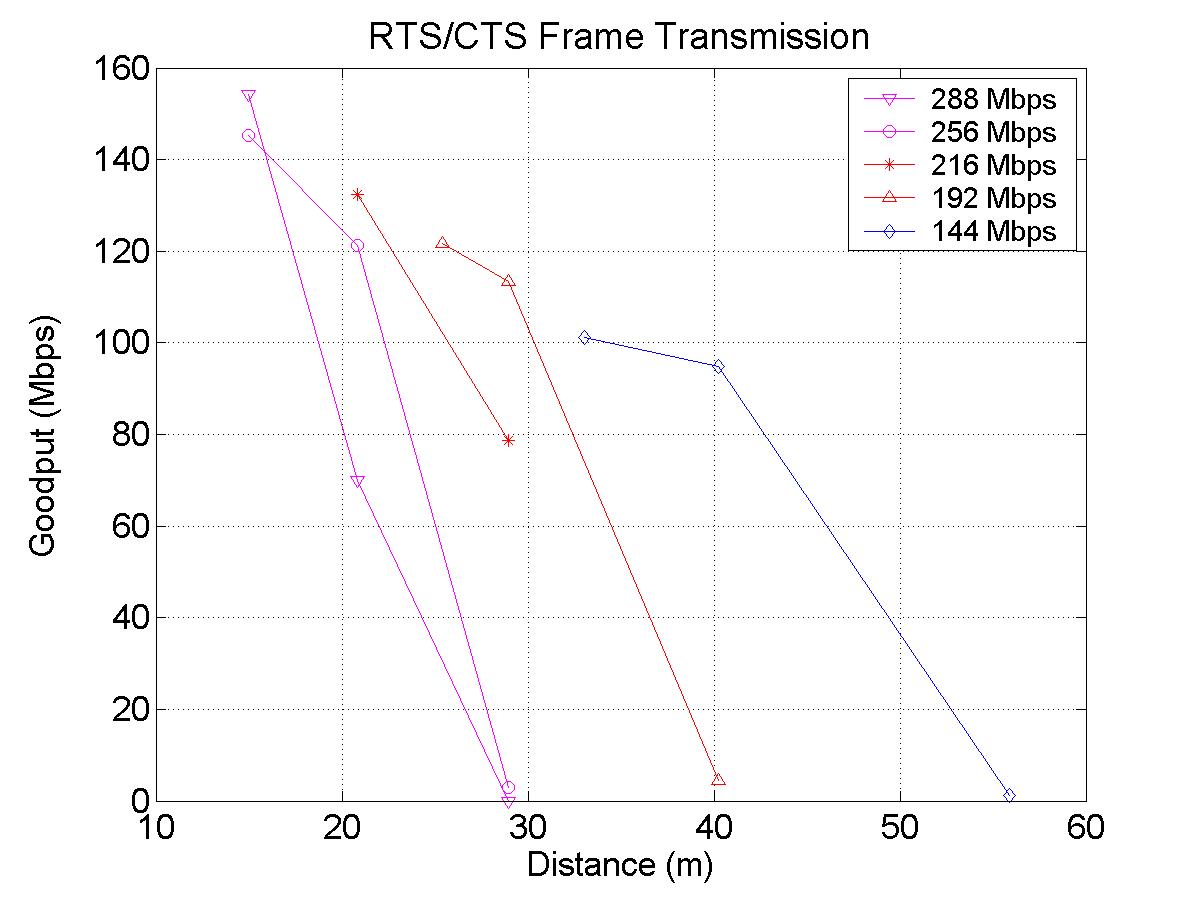 RTS/CTS Frame Transmission
160
140
120
100
80
60
40
20
0
Goodput (Mbps)
288 Mbps
256 Mbps
216 Mbps
192 Mbps
144 Mbps
10 20 30 40 50 60
Distance (m)